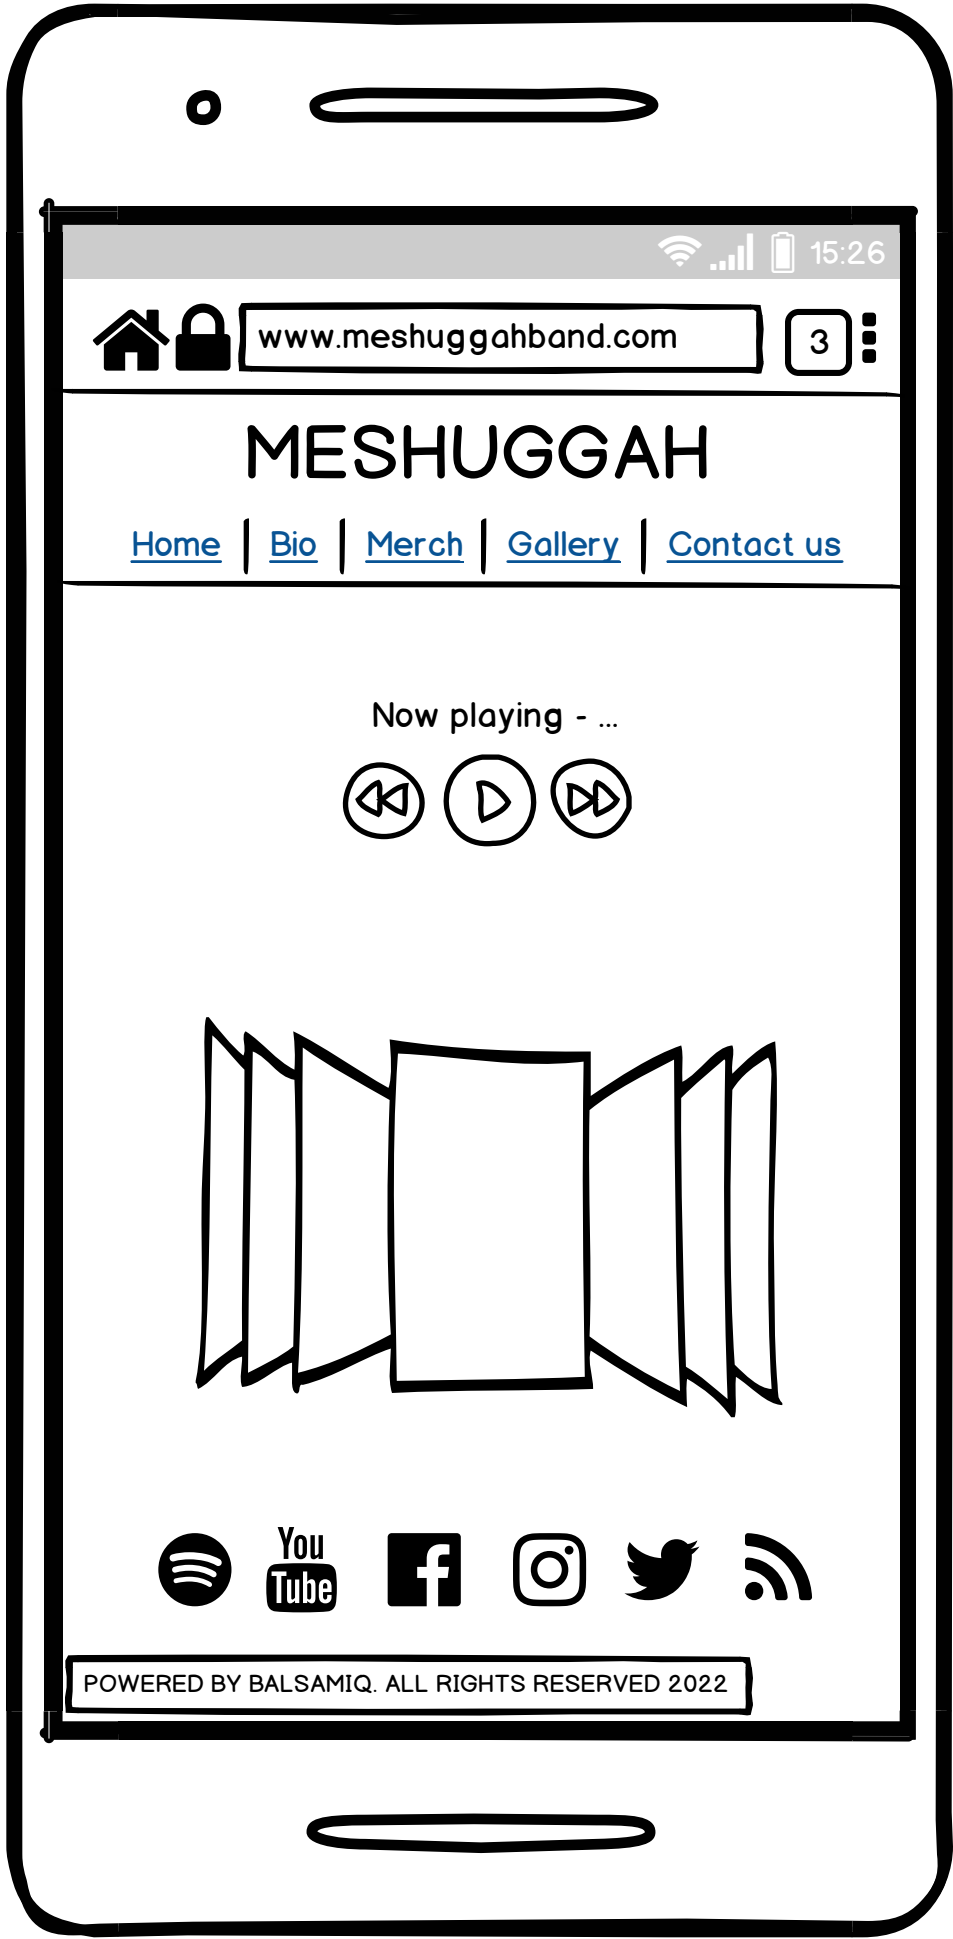 15:26
www.meshuggahband.com
3
MESHUGGAH
Home | Bio | Merch | Gallery | Contact us
Now playing - ...
You
Tube
POWERED BY BALSAMIQ. ALL RIGHTS RESERVED 2022